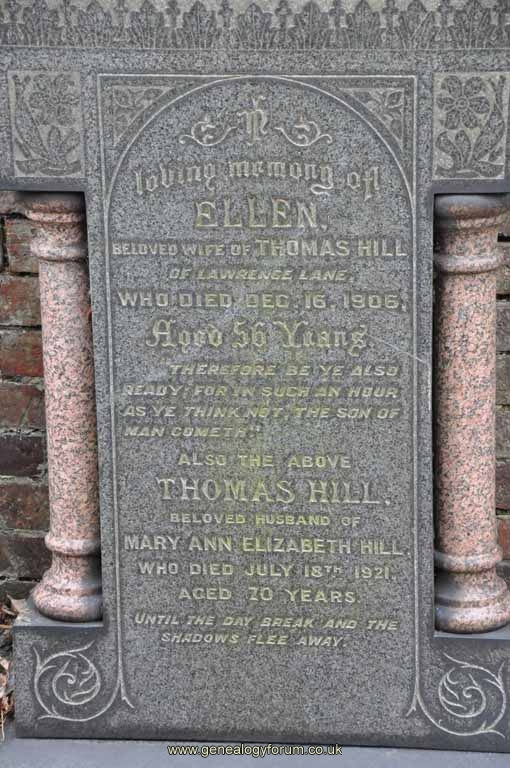 In
loving memory of
ELLEN,
BELOVED WIFE OF THOMAS HILL
OF LAWRENCE LANE,
WHO DIED DEC. 16, 1906,
Aged 56 Years.
"THEREFORE BE YE ALSO
READY; FOR IN SUCH AN HOUR
AS YE THINK NOT, THE SON OF
MAN COMETH."
ALSO THE ABOVE
THOMAS HILL,
BELOVED HUSBAND OF
MARY ANN ELIZABETH HILL,
WHO DIED JULY 18TH 1921,
AGED 70 YEARS.
UNTIL THE DAY BREAK AND THE
SHADOWS FLEE AWAY.
www.genealogyforum.co.uk